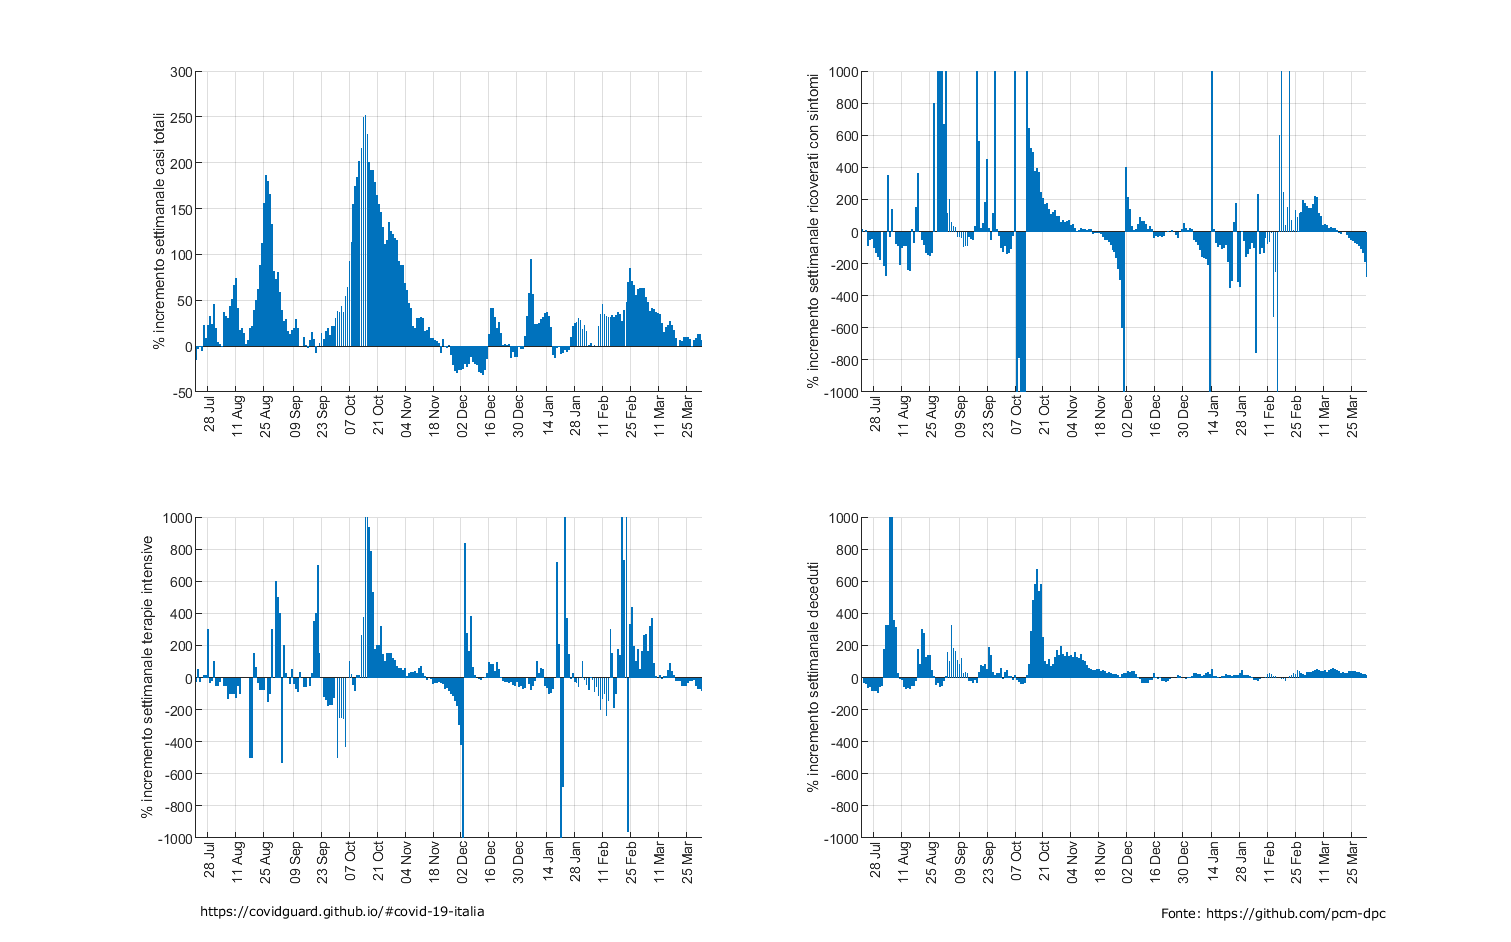 % incremento settimanale casi totali
300
250
200
150
100
50
0
-50
28 Jul
11 Aug
25 Aug
09 Sep
23 Sep
07 Oct
21 Oct
04 Nov
18 Nov
02 Dec
16 Dec
30 Dec
14 Jan
28 Jan
11 Feb
25 Feb
11 Mar
25 Mar
% incremento settimanale ricoverati con sintomi
1000
800
600
400
200
0
-200
-400
-600
-800
-1000
28 Jul
11 Aug
25 Aug
09 Sep
23 Sep
07 Oct
21 Oct
04 Nov
18 Nov
02 Dec
16 Dec
30 Dec
14 Jan
28 Jan
11 Feb
25 Feb
11 Mar
25 Mar
% incremento settimanale terapie intensive
1000
800
600
400
200
0
-200
-400
-600
-800
-1000
28 Jul
11 Aug
25 Aug
09 Sep
23 Sep
07 Oct
21 Oct
04 Nov
18 Nov
02 Dec
16 Dec
30 Dec
14 Jan
28 Jan
11 Feb
25 Feb
11 Mar
25 Mar
% incremento settimanale deceduti
1000
800
600
400
200
0
-200
-400
-600
-800
-1000
28 Jul
11 Aug
25 Aug
09 Sep
23 Sep
07 Oct
21 Oct
04 Nov
18 Nov
02 Dec
16 Dec
30 Dec
14 Jan
28 Jan
11 Feb
25 Feb
11 Mar
25 Mar
https://covidguard.github.io/#covid-19-italia
Fonte: https://github.com/pcm-dpc